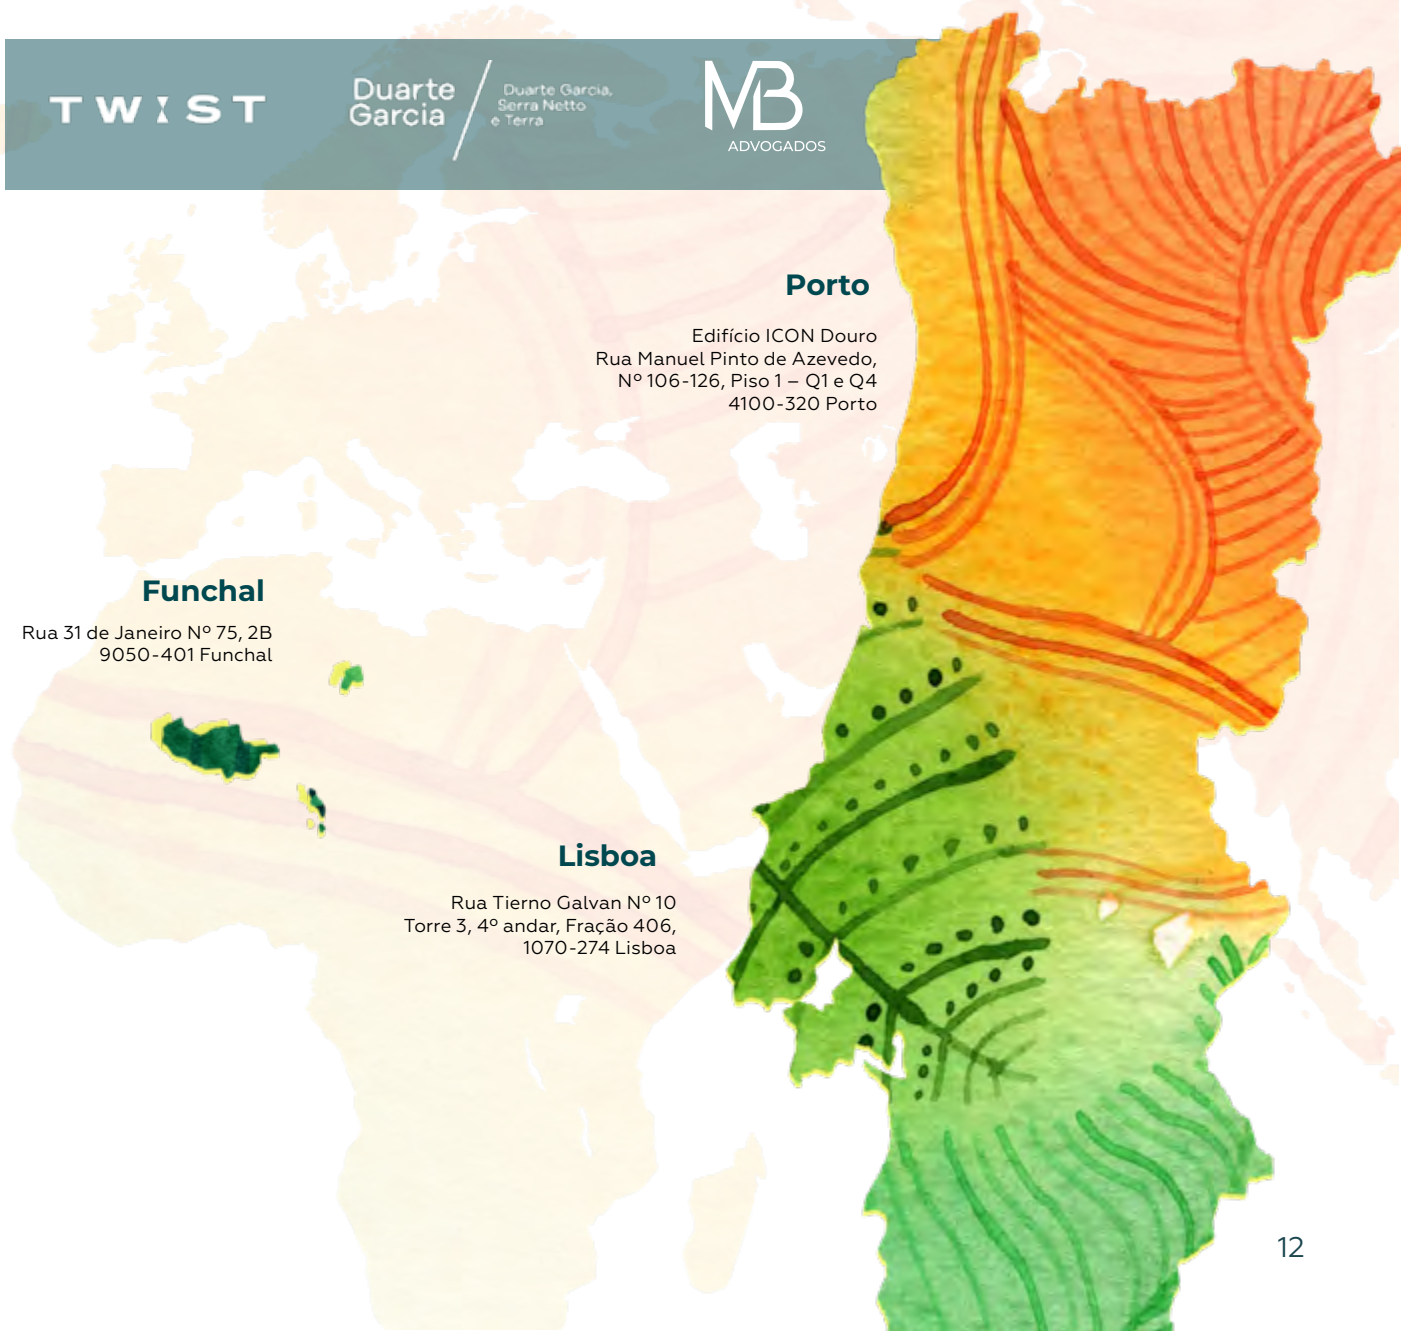 TWIST
Duarte
Garcia
Duarte Garcia,
Serra Netto
e Terra
MB
ADVOGADOS
Porto
Edifício ICON Douro
Rua Manuel Pinto de Azevedo,
Nº 106-126, Piso 1 – Q1 e Q4
4100-320 Porto
Funchal
Rua 31 de Janeiro Nº 75, 2B
9050-401 Funchal
Lisboa
Rua Tierno Galvan Nº 10
Torre 3, 4º andar, Fração 406,
1070-274 Lisboa
12